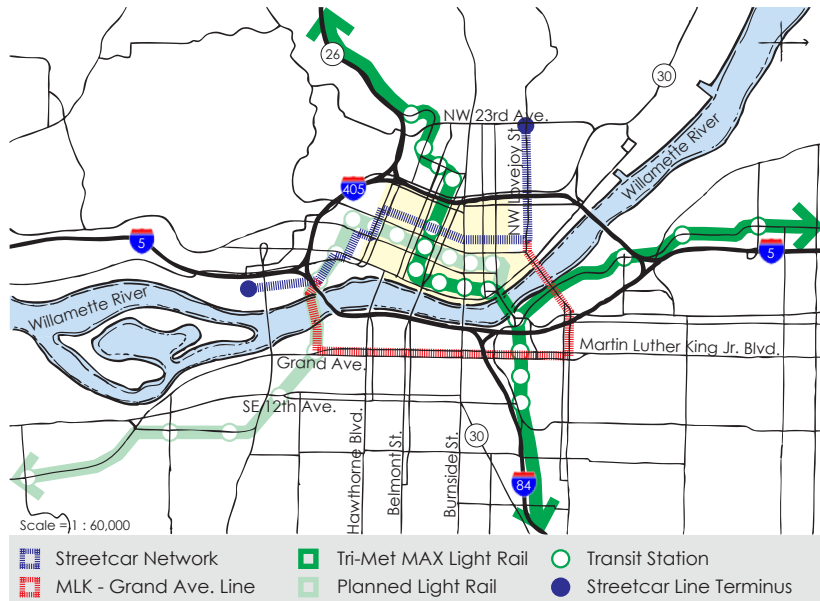 26
30
NW 23rd Ave.
NW Lovejoy St.
Willamette River
405
5
5
Willamette River
Martin Luther King Jr. Blvd.
Grand Ave.
SE 12th Ave.
Hawthorne Blvd.
Belmont St.
Burnside St.
30
84
Scale = 1 : 60,000
Streetcar Network
Tri-Met MAX Light Rail
Transit Station
MLK - Grand Ave. Line
Planned Light Rail
Streetcar Line Terminus